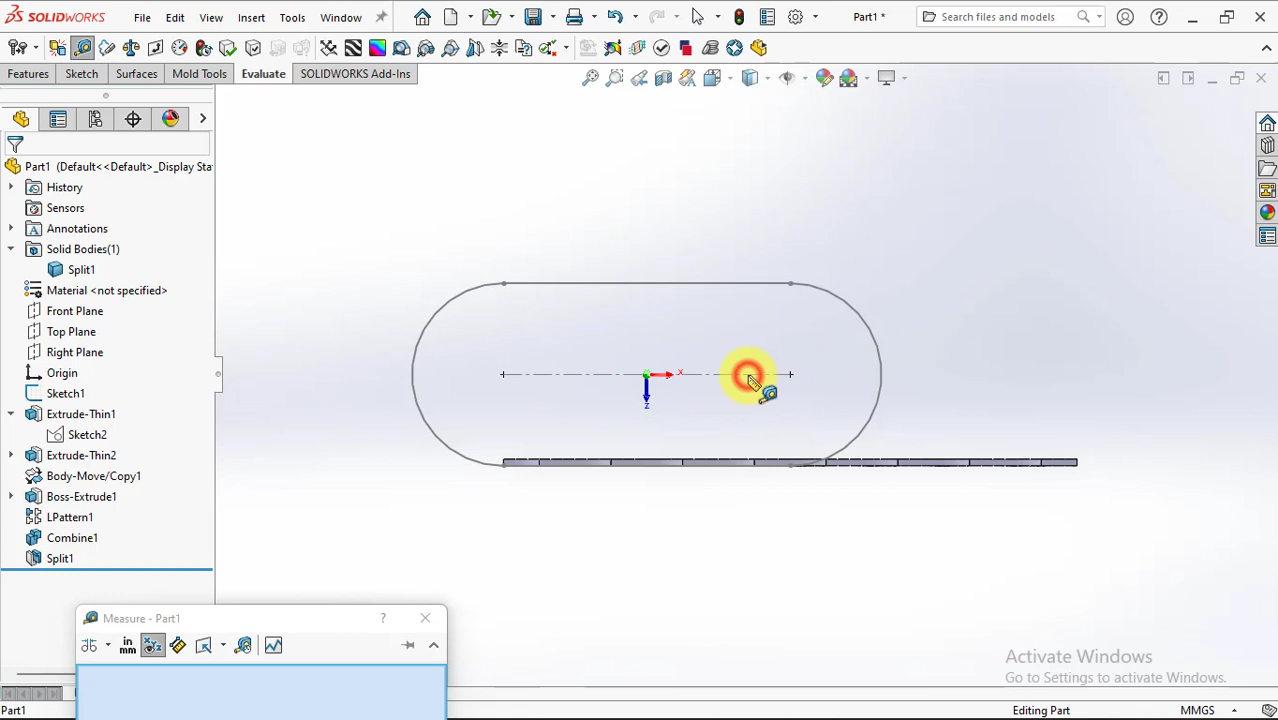 SOLIDWORKS File Edit View Insert Tools Window Part1 * Search files and models
Features Sketch Surfaces Mold Tools Evaluate SOLIDWORKS Add-Ins
Part1 (Default<<Default>_Display Sta
History
Sensors
Annotations
Solid Bodies(1)
Split1
Material <not specified>
Front Plane
Top Plane
Right Plane
Origin
Sketch1
Extrude-Thin1
Sketch2
Extrude-Thin2
Body-Move/Copy1
Boss-Extrude1
LPattern1
Combine1
Split1
x
z
Measure - Part1 ?
in
mm
Activate Windows
Go to Settings to activate Windows.
Part1 Editing Part MMGS